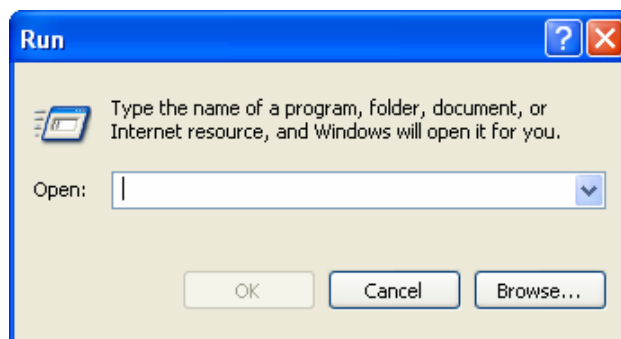 Run
Type the name of a program, folder, document, or
Internet resource, and Windows will open it for you.
Open:
OK Cancel Browse...